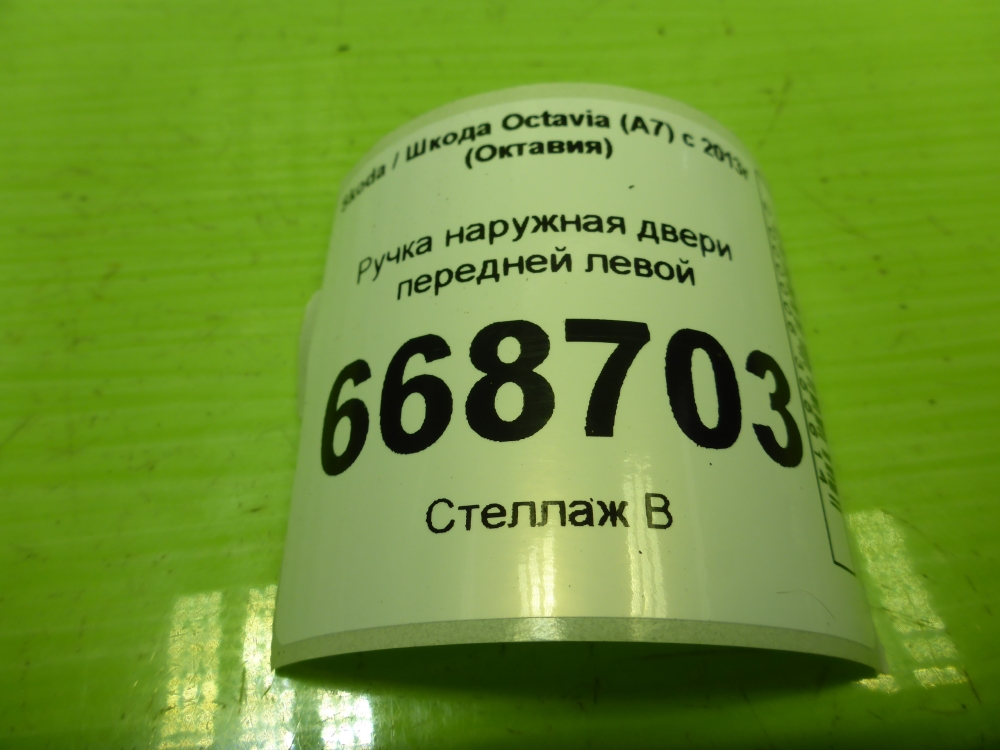 Skoda / Шкода Octavia (A7) с 2013г
(Октавия)
Ручка наружная двери
передней левой
668703
Стеллаж В